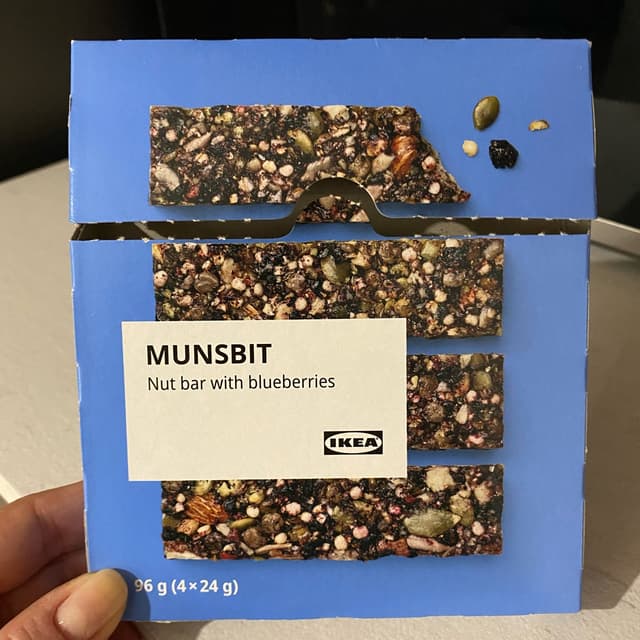 MUNSBIT
Nut bar with blueberries
IKEA
96 g (4×24 g)